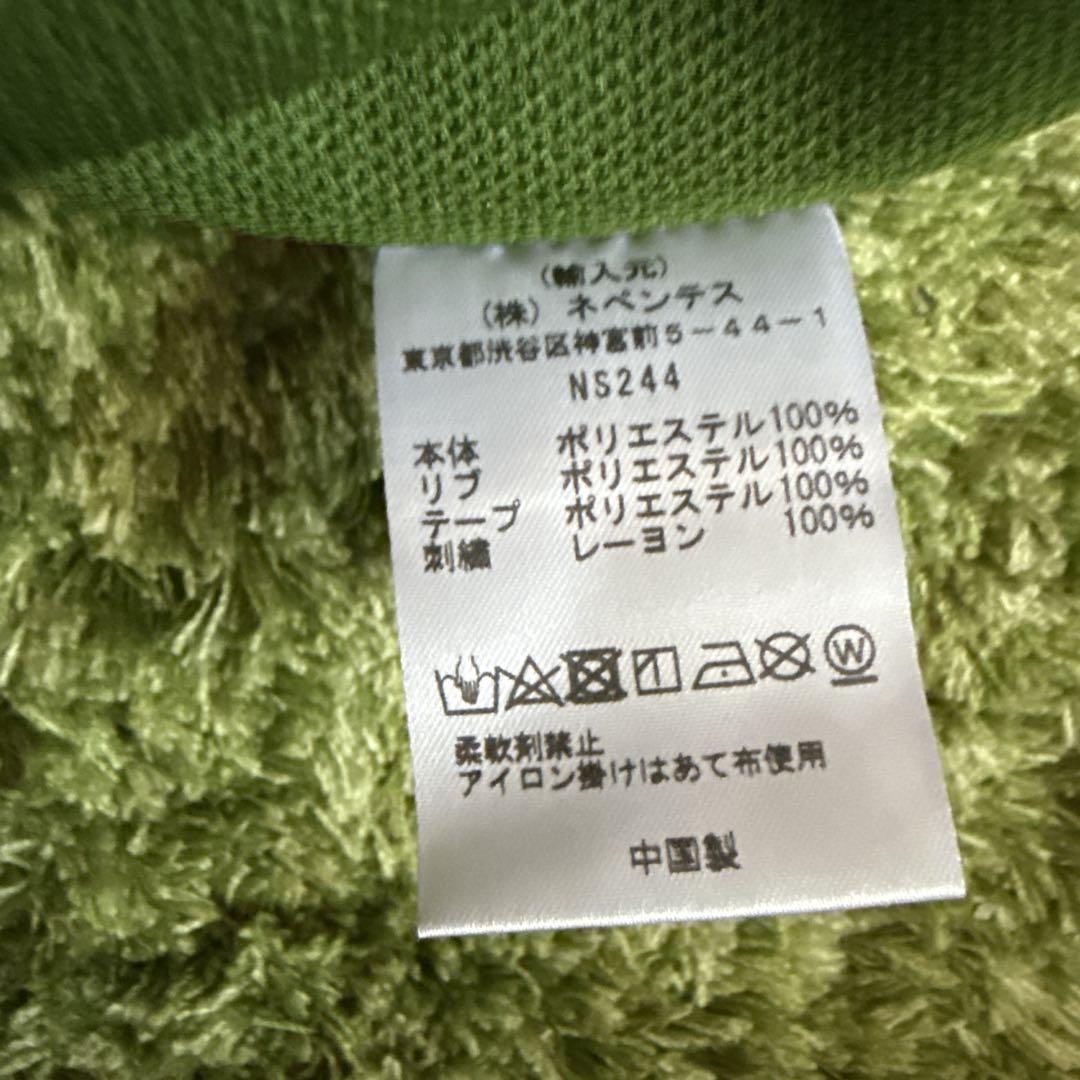 （輸入元）
（株） ネペンテス
東京都渋谷区神宮前5－44－1
NS244
本体 ポリエステル100%
リブ ポリエステル100%
テープ ポリエステル100%
刺繍 レーヨン 100%
W
柔軟剤禁止
アイロン掛けはあて布使用
中国製